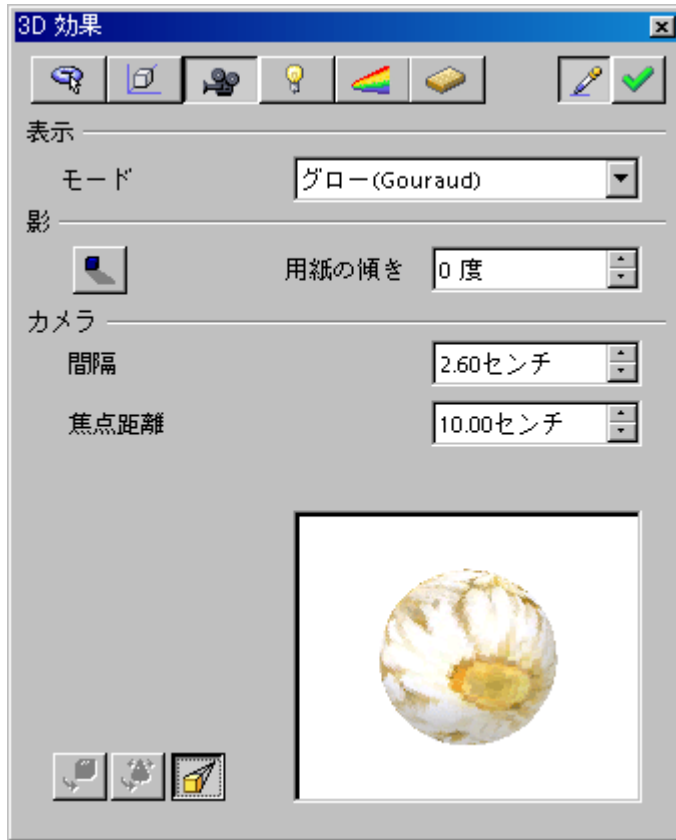 3D 効果
表示
モード グロー(Gouraud)
影
用紙の傾き 0 度
カメラ
間隔 2.60センチ
焦点距離 10.00センチ